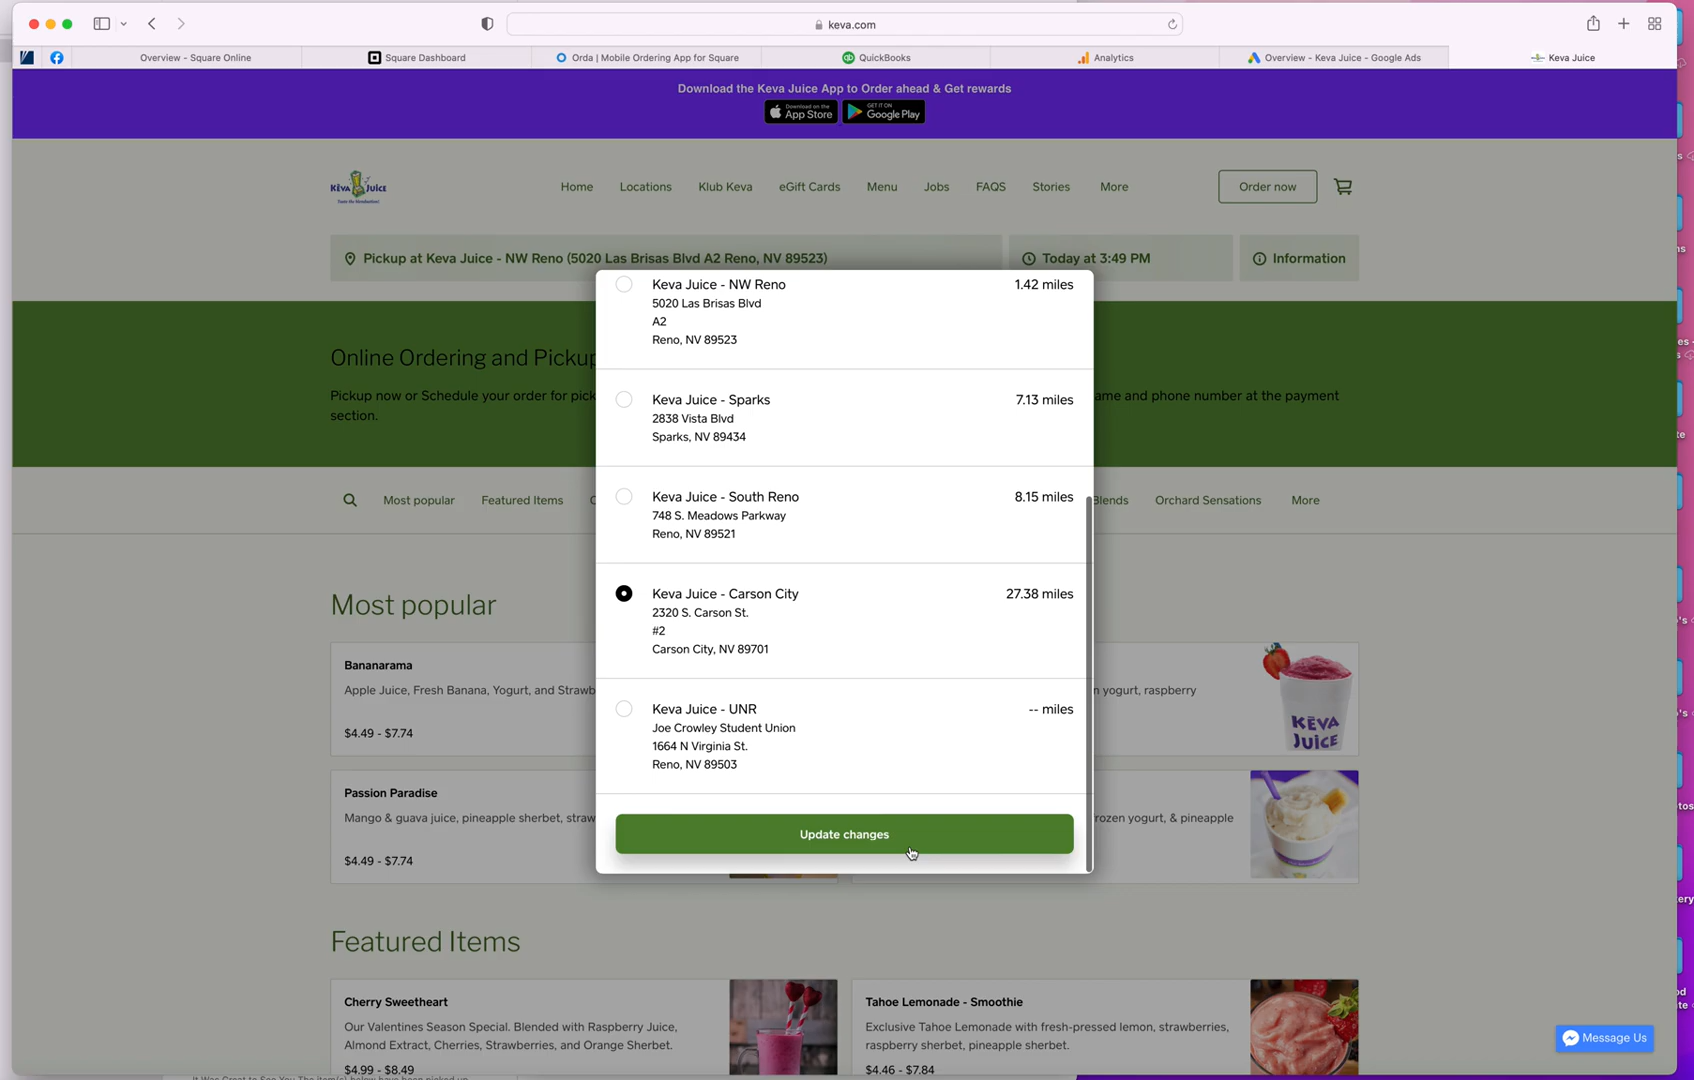 keva.com
Overview - Square Online
Square Dashboard
Orda | Mobile Ordering App for Square
QuickBooks
Analytics
Overview - Keva Juice - Google Ads
Keva Juice
Download the Keva Juice App to Order ahead & Get rewards
Download on the App Store
GET IT ON Google Play
KEVA JUICE
Home Locations Klub Keva eGift Cards Menu Jobs FAQS Stories More
Order now
Pickup at Keva Juice - NW Reno (5020 Las Brisas Blvd A2 Reno, NV 89523)
Today at 3:49 PM
Information
Online Ordering and Pickup
Pickup now or Schedule your order for pick
ame and phone number at the payment
section.
Keva Juice - NW Reno 1.42 miles
5020 Las Brisas Blvd
A2
Reno, NV 89523
Keva Juice - Sparks 7.13 miles
2838 Vista Blvd
Sparks, NV 89434
Keva Juice - South Reno 8.15 miles
748 S. Meadows Parkway
Reno, NV 89521
Keva Juice - Carson City 27.38 miles
2320 S. Carson St.
#2
Carson City, NV 89701
Keva Juice - UNR -- miles
Joe Crowley Student Union
1664 N Virginia St.
Reno, NV 89503
Update changes
Most popular Featured Items
Blends Orchard Sensations More
Most popular
Bananarama
Apple Juice, Fresh Banana, Yogurt, and Strawb
$4.49 - $7.74
n yogurt, raspberry
KEVA JUICE
Passion Paradise
Mango & guava juice, pineapple sherbet, straw
$4.49 - $7.74
rozen yogurt, & pineapple
Featured Items
Cherry Sweetheart
Our Valentines Season Special. Blended with Raspberry Juice,
Almond Extract, Cherries, Strawberries, and Orange Sherbet.
$4.99 - $8.49
Tahoe Lemonade - Smoothie
Exclusive Tahoe Lemonade with fresh-pressed lemon, strawberries,
raspberry sherbet, pineapple sherbet.
$4.46 - $7.84
Message Us